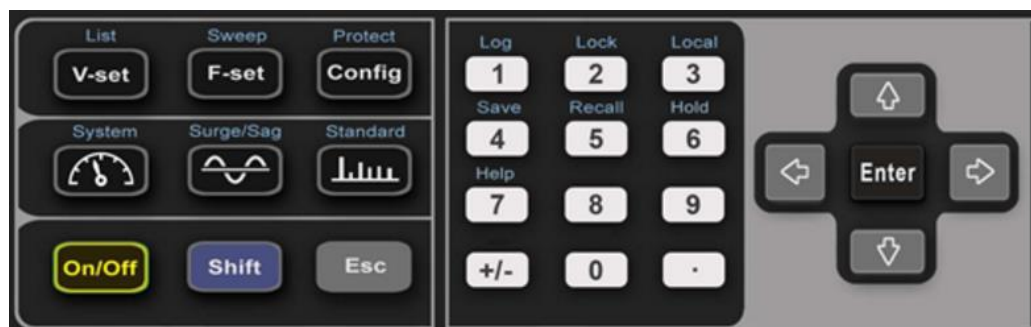 List Sweep Protect
V-set F-set Config
System Surge/Sag Standard
On/Off Shift Esc
Log Lock Local
1 2 3
Save Recall Hold
4 5 6
Help
7 8 9
+/- 0 .
Enter